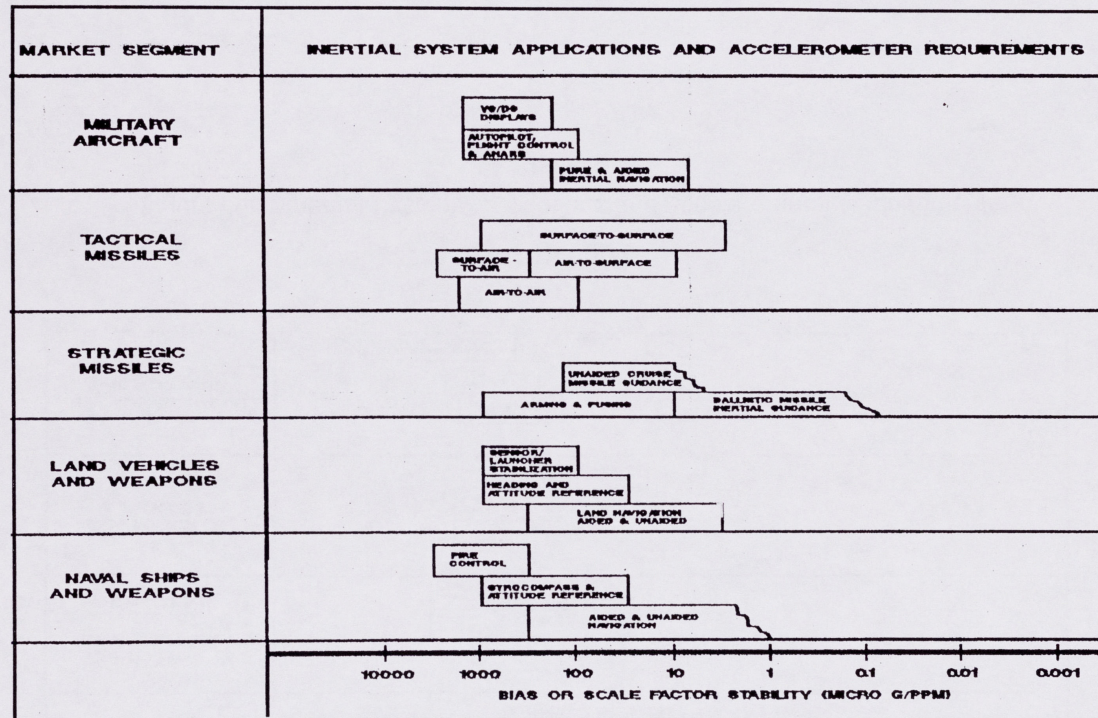 MARKET SEGMENT
INERTIAL SYSTEM APPLICATIONS AND ACCELEROMETER REQUIREMENTS
MILITARY
AIRCRAFT
VG/DG
DISPLAYS
AUTOPILOT,
FLIGHT CONTROL
& AHARS
PURE & AIDED
INERTIAL NAVIGATION
TACTICAL
MISSILES
SURFACE-TO-SURFACE
SURFACE-
TO-AIR
AIR-TO-SURFACE
AIR-TO-AIR
STRATEGIC
MISSILES
UNAIDED CRUISE
MISSILE GUIDANCE
ARMING & FUSING
BALLISTIC MISSILE
INERTIAL GUIDANCE
LAND VEHICLES
AND WEAPONS
SENSOR/
LAUNCHER
STABILIZATION
HEADING AND
ATTITUDE REFERENCE
LAND NAVIGATION
AIDED & UNAIDED
NAVAL SHIPS
AND WEAPONS
FIRE
CONTROL
GYROCOMPASS &
ATTITUDE REFERENCE
AIDED & UNAIDED
NAVIGATION
10000 1000 100 10 1 0.1 0.01 0.001
BIAS OR SCALE FACTOR STABILITY (MICRO G/PPM)